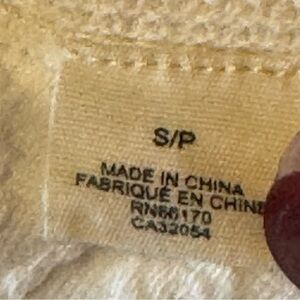 S/P
MADE IN CHINA
FABRIQUÉ EN CHINE
RN66170
CA32054